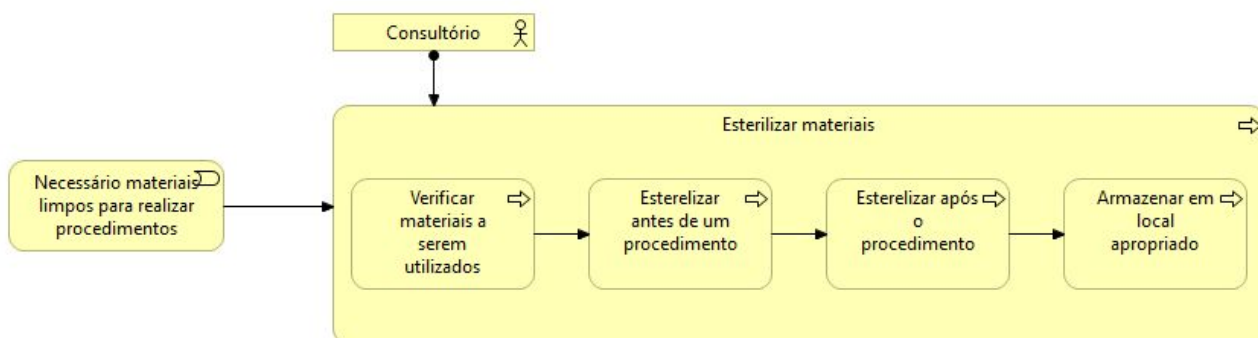 Consultório
Esterilizar materiais
Necessário materiais
limpos para realizar
procedimentos
Verificar
materiais a
serem
utilizados
Esterelizar
antes de um
procedimento
Esterelizar após
o
procedimento
Armazenar em
local
apropriado